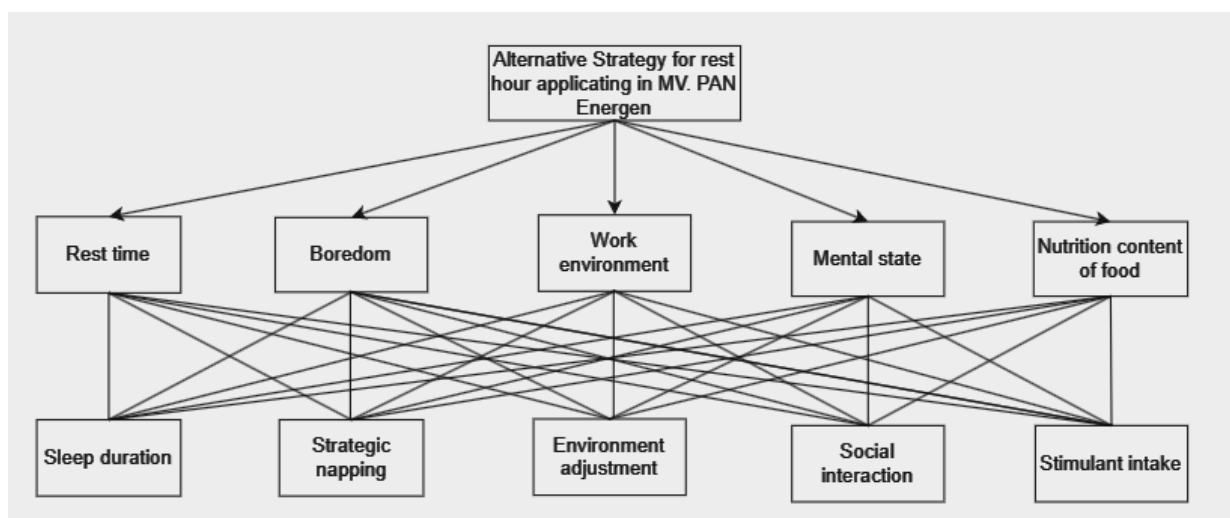 Alternative Strategy for rest
hour applicating in MV. PAN
Energen
Rest time
Boredom
Work
environment
Mental state
Nutrition content
of food
Sleep duration
Strategic
napping
Environment
adjustment
Social
interaction
Stimulant intake